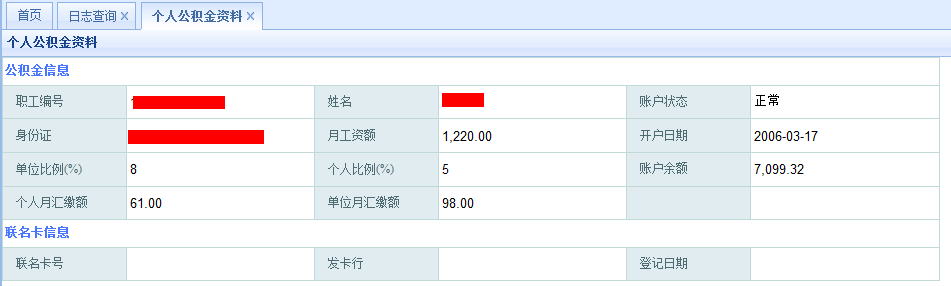 首页 日志查询 个人公积金资料
个人公积金资料
公积金信息
职工编号 姓名 账户状态 正常
身份证 月工资额 1,220.00 开户日期 2006-03-17
单位比例(%) 8 个人比例(%) 5 账户余额 7,099.32
个人月汇缴额 61.00 单位月汇缴额 98.00
联名卡信息
联名卡号 发卡行 登记日期